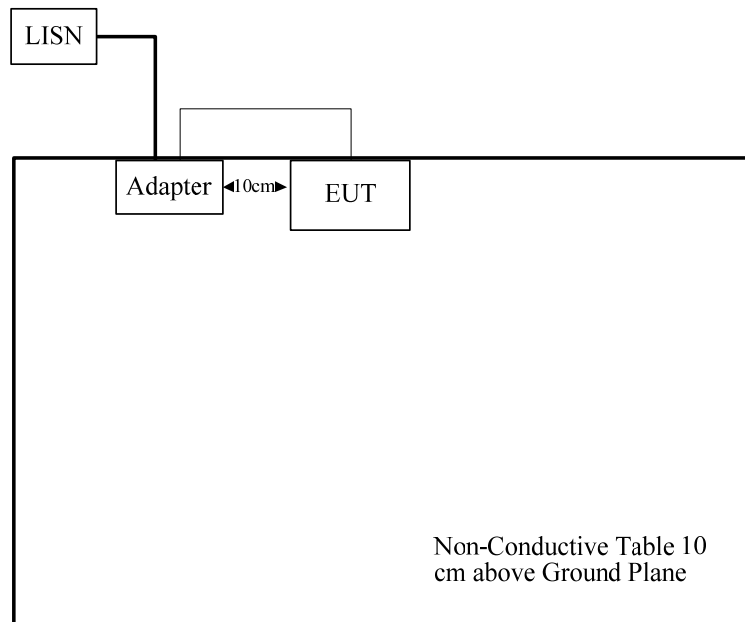 LISN
Adapter
10cm
EUT
Non-Conductive Table 10
cm above Ground Plane